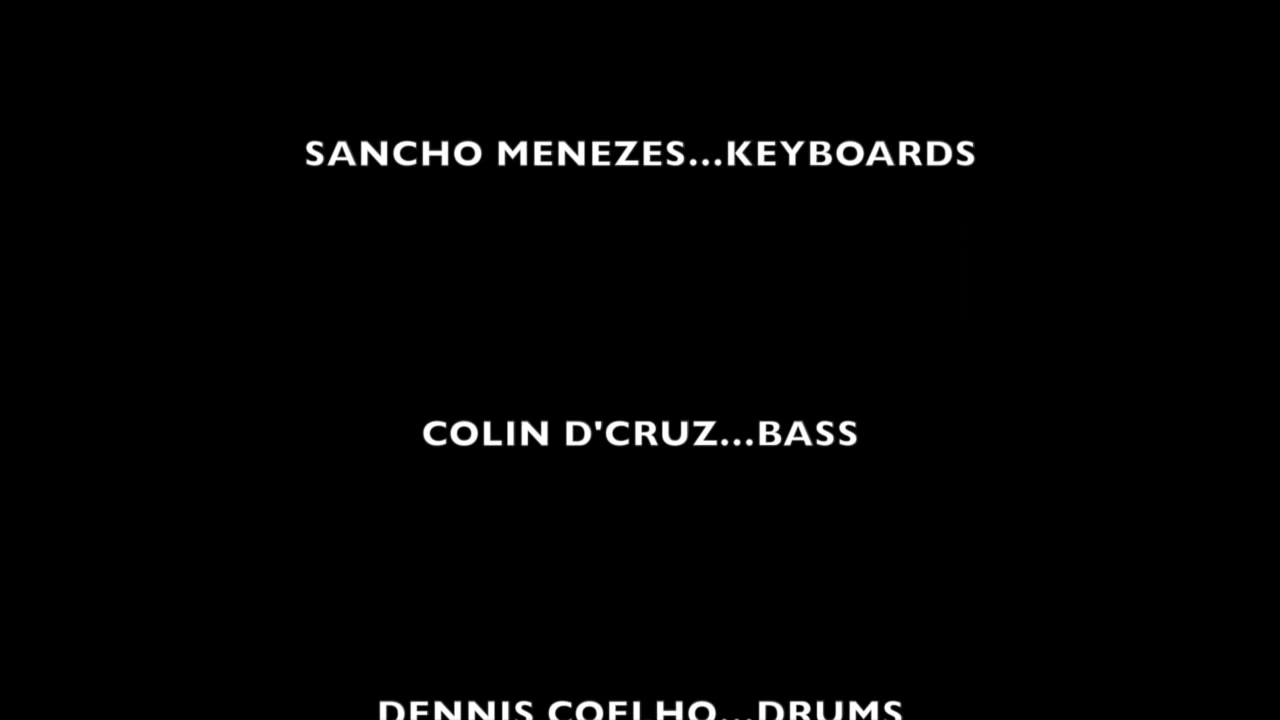 SANCHO MENEZES...KEYBOARDS
COLIN D'CRUZ...BASS
DENNIS COELHO...DRUMS